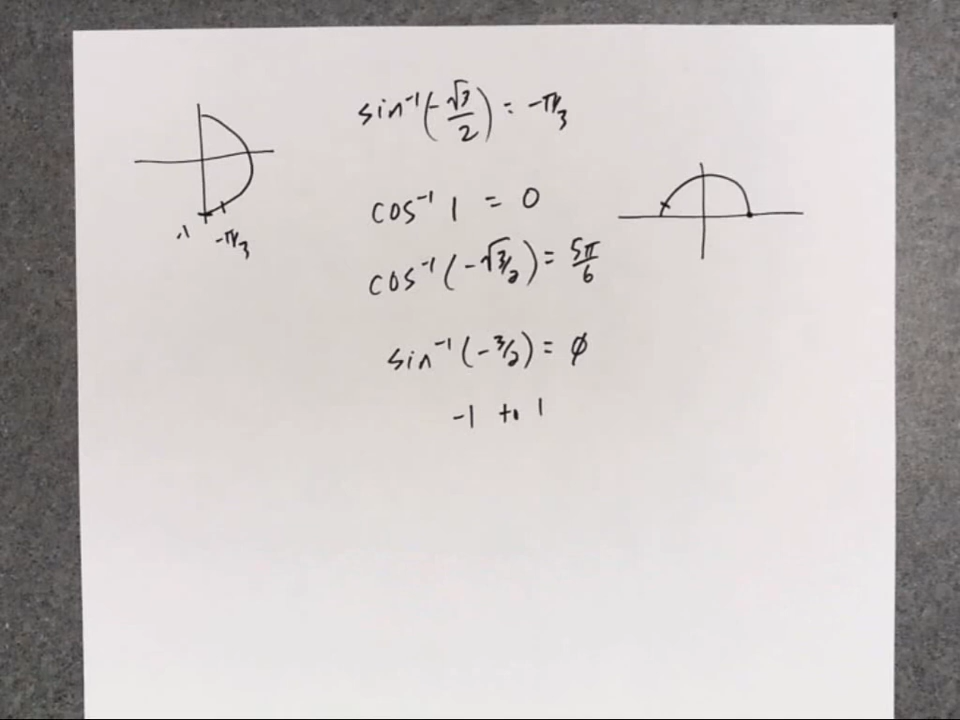 sin⁻¹(-√3/2) = -π/3
cos⁻¹ 1 = 0
cos⁻¹(-√3/2) = 5π/6
sin⁻¹(-3/2) = ∅
-1 to 1
-1
-π/3